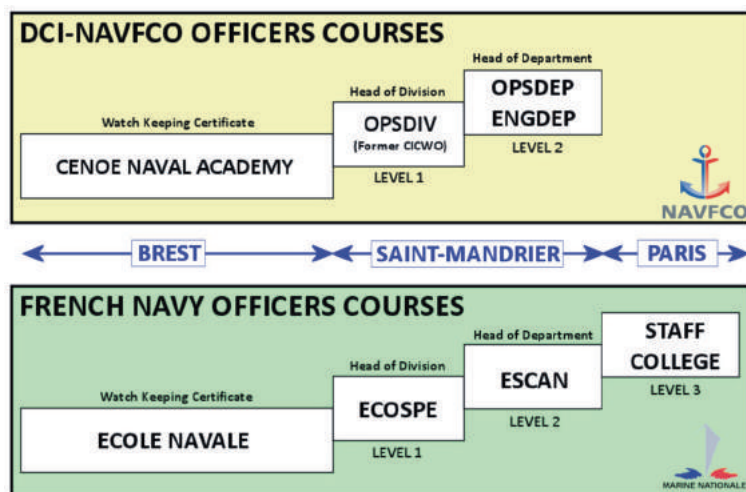 DCI-NAVFCO OFFICERS COURSES
Head of Department
OPSDEP
ENGDEP
LEVEL 2
Head of Division
OPSDIV
(Former CICWO)
LEVEL 1
Watch Keeping Certificate
CENOE NAVAL ACADEMY
NAVFCO
BREST
SAINT-MANDRIER
PARIS
FRENCH NAVY OFFICERS COURSES
STAFF
COLLEGE
LEVEL 3
Head of Department
ESCAN
LEVEL 2
Head of Division
ECOSPE
LEVEL 1
Watch Keeping Certificate
ECOLE NAVALE
MARINE NATIONALE